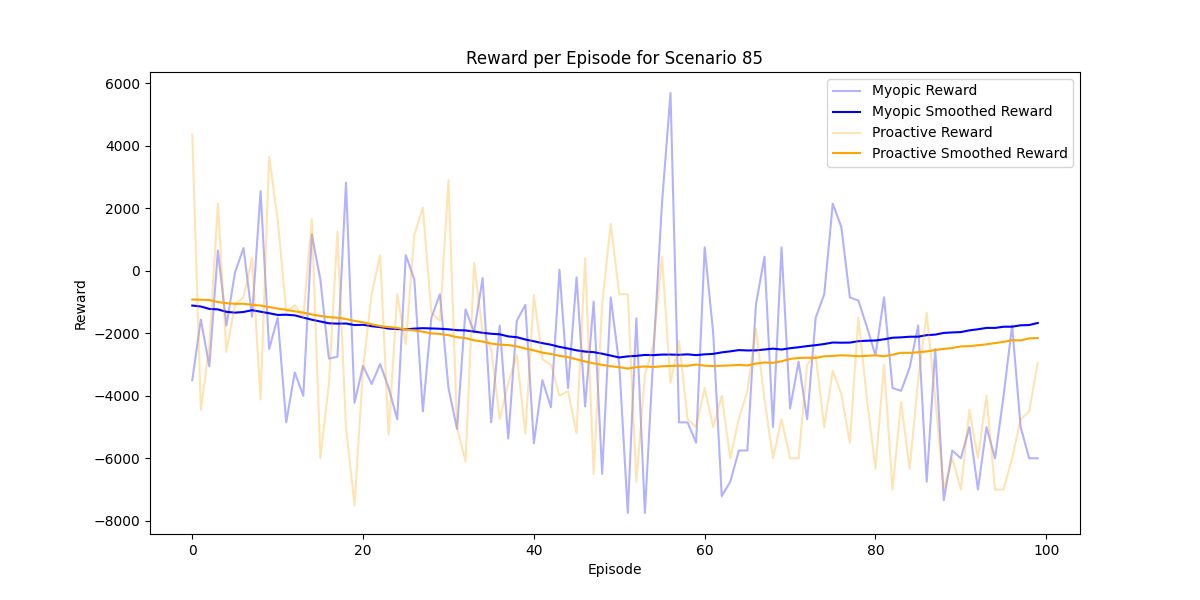 Reward per Episode for Scenario 85
Myopic Reward
Myopic Smoothed Reward
Proactive Reward
Proactive Smoothed Reward
6000
4000
2000
0
−2000
−4000
−6000
−8000
Reward
0 20 40 60 80 100
Episode